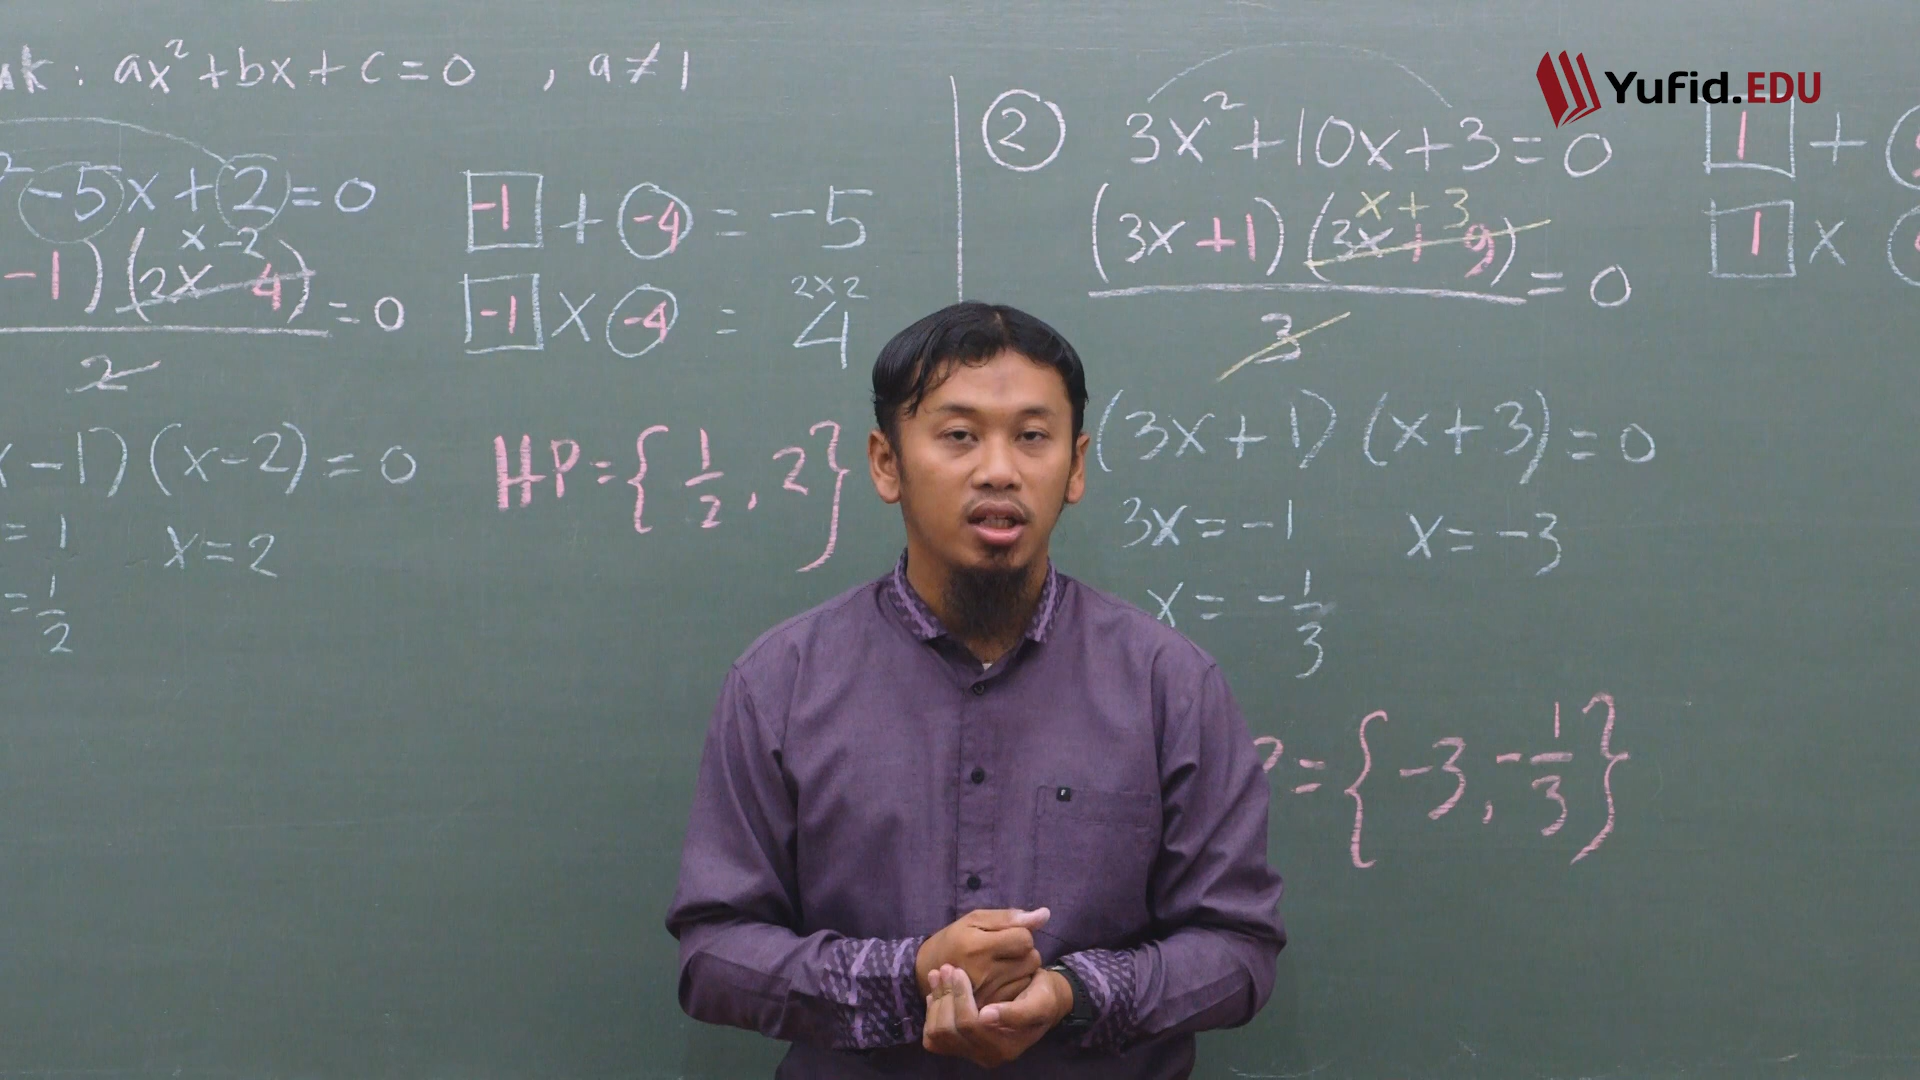 uk : ax²+bx+c=0 , a≠1
² -5x+2=0
x-2
-1) (2x-4) =0
2
x-1) (x-2)=0
=1 x=2
=1/2
-1 + -4 = -5
2x2
-1 x -4 = 4
HP={1/2, 2}
2 3x²+10x+3=0
x+3
(3x+1)(3x+9) =0
3
(3x+1)(x+3)=0
3x=-1 x=-3
x= -1/3
P={-3, -1/3}
1 +
1 x
Yufid.EDU